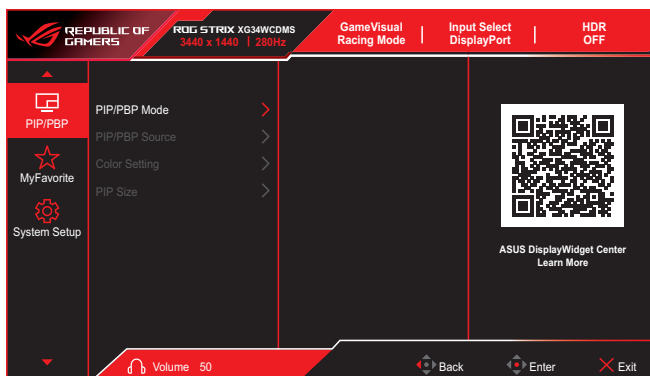 REPUBLIC OF
GAMERS
ROG STRIX XG34WCDMS
3440 x 1440 | 280Hz
GameVisual
Racing Mode
Input Select
DisplayPort
HDR
OFF
PIP/PBP
MyFavorite
System Setup
PIP/PBP Mode
PIP/PBP Source
Color Setting
PIP Size
ASUS DisplayWidget Center
Learn More
Volume 50
Back
Enter
Exit